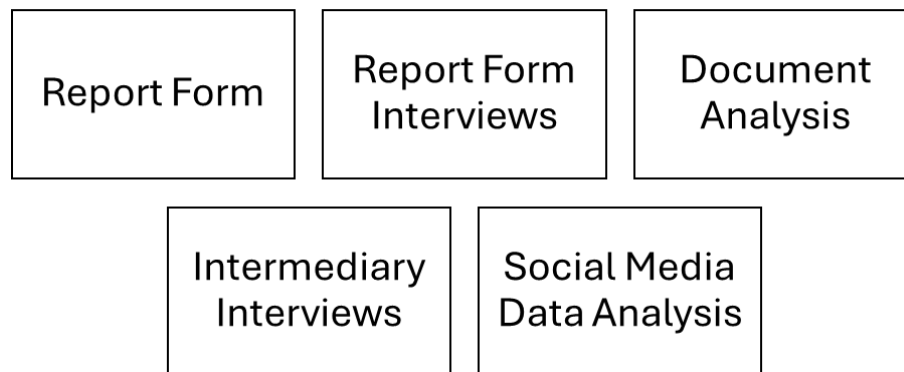 Report Form
Report Form
Interviews
Document
Analysis
Intermediary
Interviews
Social Media
Data Analysis